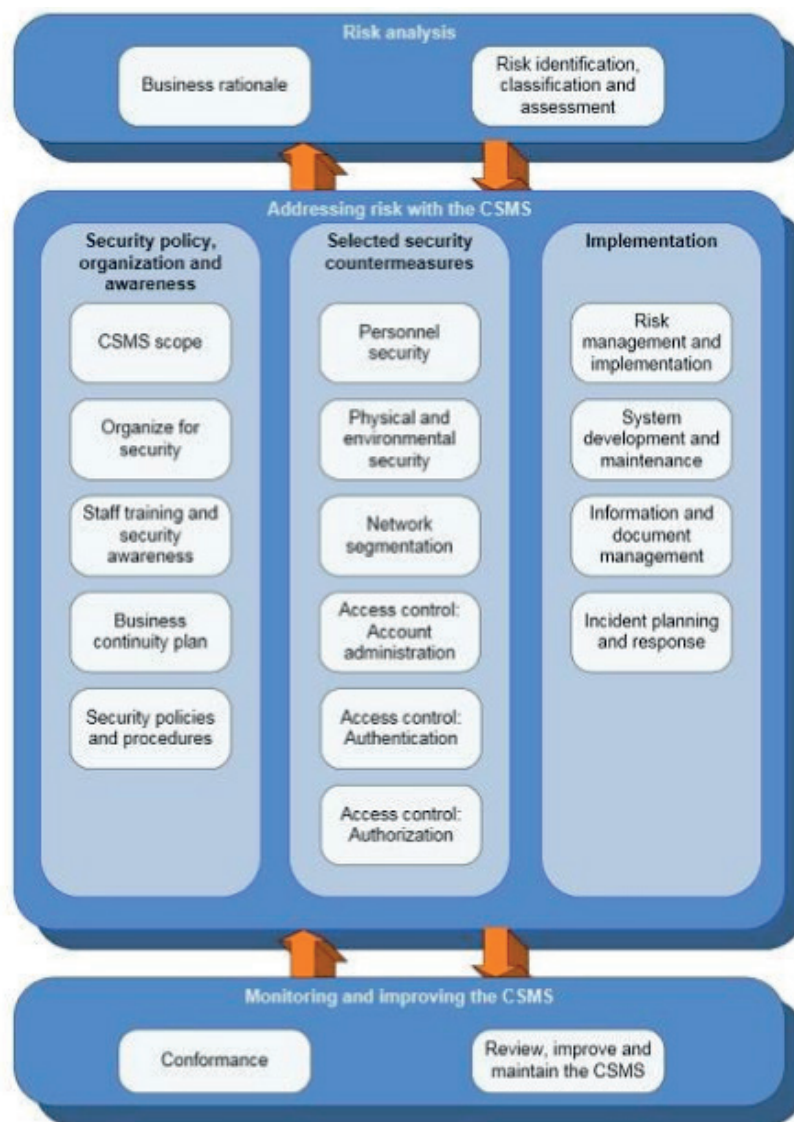 Risk analysis
Business rationale
Risk identification,
classification and
assessment
Addressing risk with the CSMS
Security policy,
organization and
awareness
CSMS scope
Organize for
security
Staff training and
security
awareness
Business
continuity plan
Security policies
and procedures
Selected security
countermeasures
Personnel
security
Physical and
environmental
security
Network
segmentation
Access control:
Account
administration
Access control:
Authentication
Access control:
Authorization
Implementation
Risk
management and
implementation
System
development and
maintenance
Information and
document
management
Incident planning
and response
Monitoring and improving the CSMS
Conformance
Review, improve and
maintain the CSMS